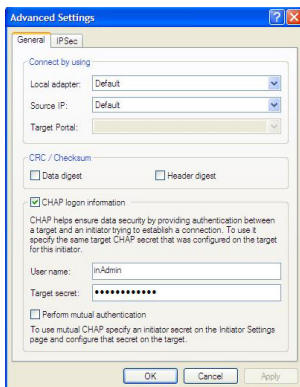 Advanced Settings
General IPSec
Connect by using
Local adapter: Default
Source IP: Default
Target Portal:
CRC / Checksum
Data digest Header digest
CHAP logon information
CHAP helps ensure data security by providing authentication between
a target and an initiator trying to establish a connection. To use it
specify the same target CHAP secret that was configured on the target
for this initiator.
User name: inAdmin
Target secret: ••••••••••••
Perform mutual authentication
To use mutual CHAP specify an initiator secret on the Initiator Settings
page and configure that secret on the target.
OK Cancel Apply